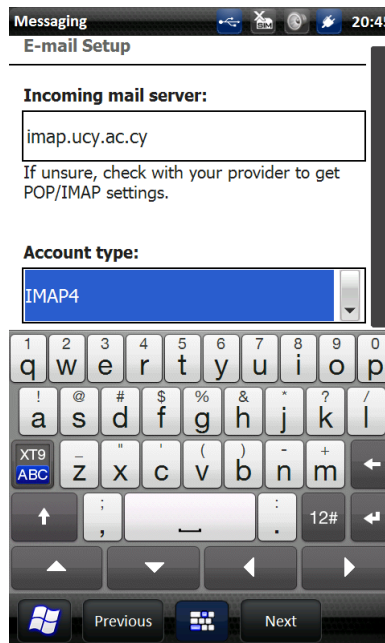 Messaging
SIM
20:45
E-mail Setup
Incoming mail server:
imap.ucy.ac.cy
If unsure, check with your provider to get
POP/IMAP settings.
Account type:
IMAP4
1 2 3 4 5 6 7 8 9 0
q w e r t y u i o p
! @ # $ % & * ? /
a s d f g h j k l
XT9 _ " ' ( ) - +
ABC z x c v b n m
; :
, .
12#
Previous
Next